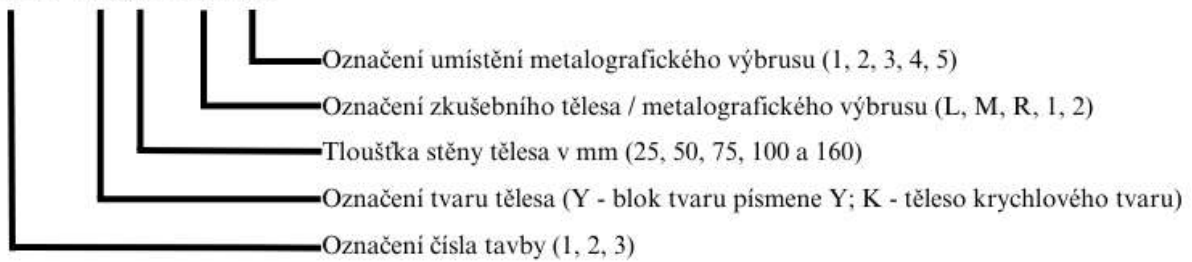 Označení umístění metalografického výbrusu (1, 2, 3, 4, 5)
Označení zkušebního tělesa / metalografického výbrusu (L, M, R, 1, 2)
Tloušťka stěny tělesa v mm (25, 50, 75, 100 a 160)
Označení tvaru tělesa (Y - blok tvaru písmene Y; K - těleso krychlového tvaru)
Označení čísla tavby (1, 2, 3)